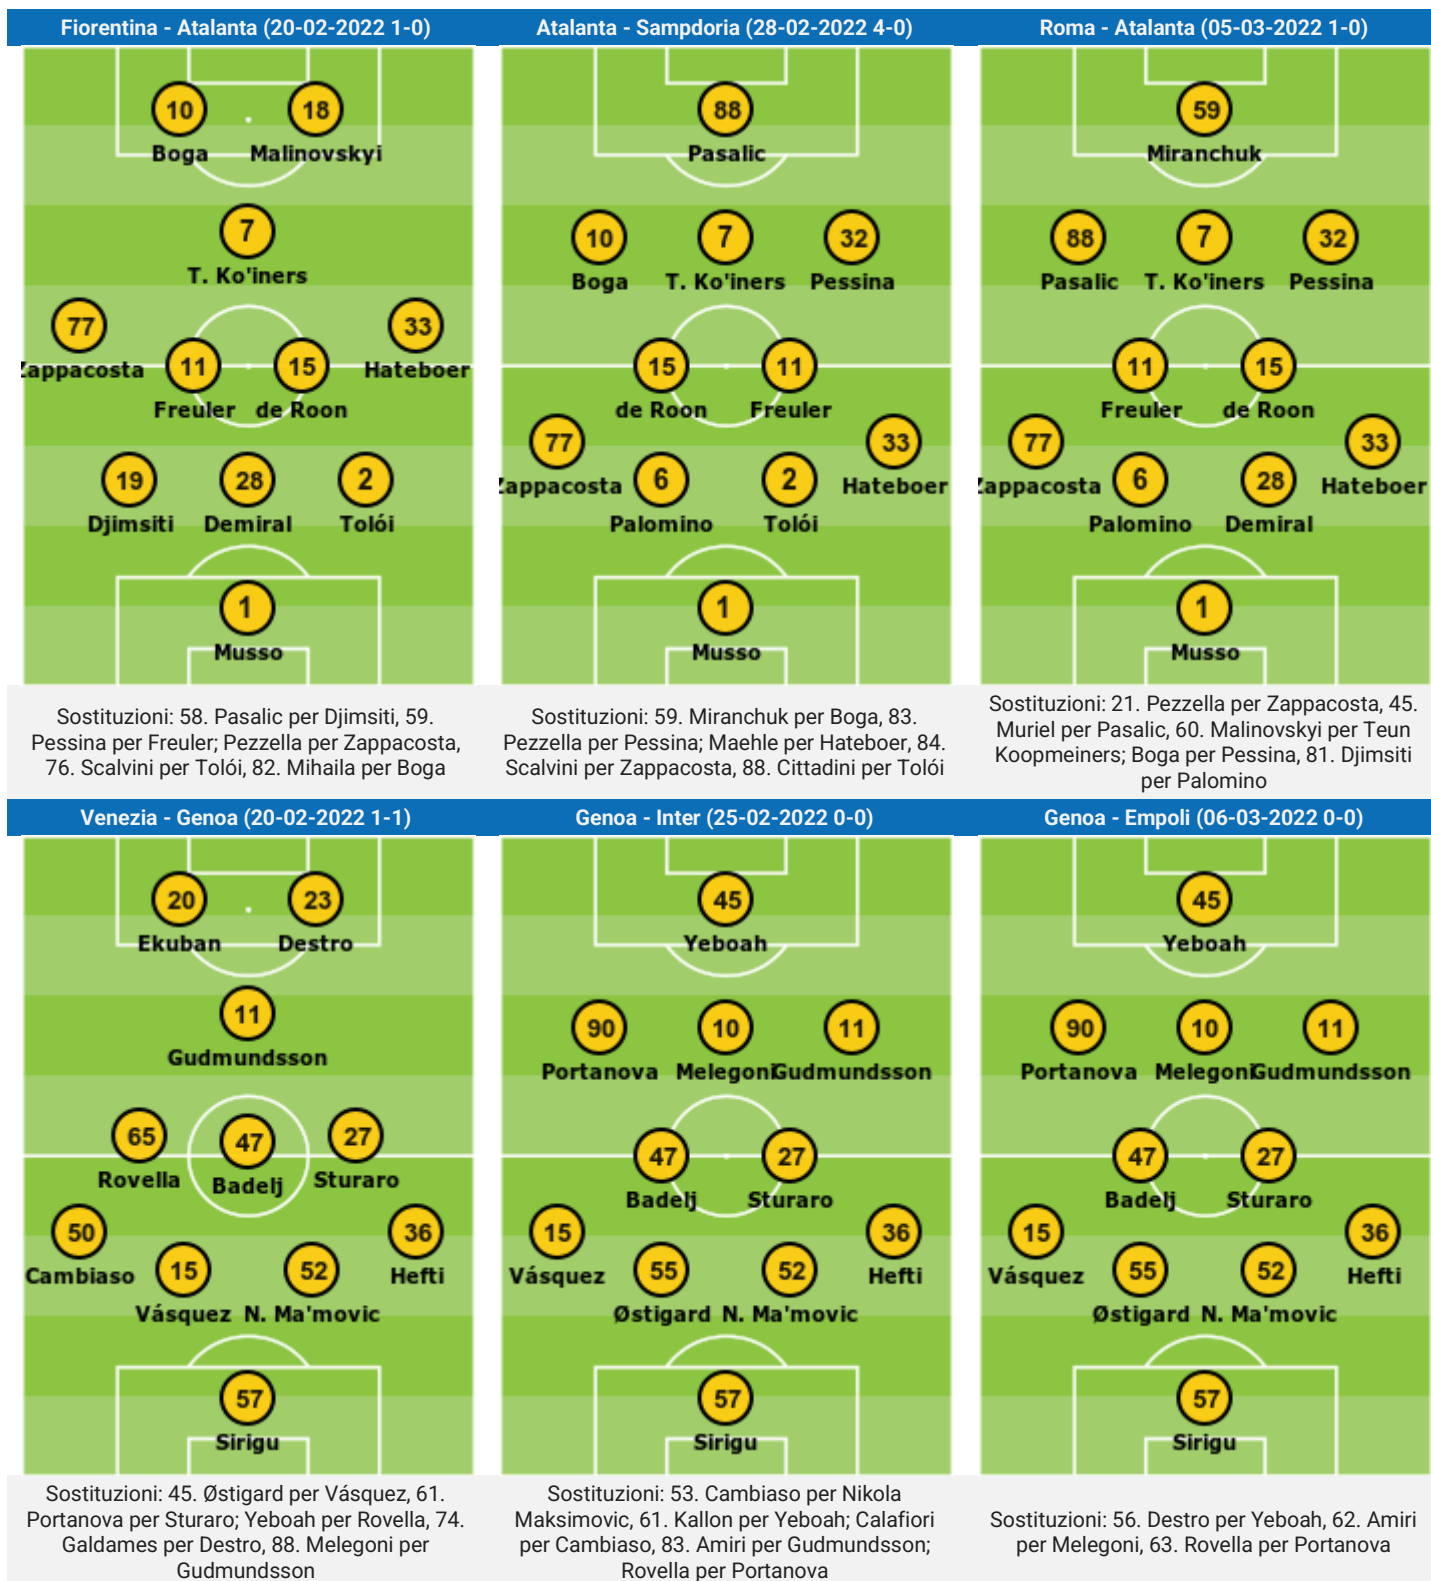 Fiorentina - Atalanta (20-02-2022 1-0)
10 18
Boga Malinovskyi
7
T. Ko'iners
77 33
Zappacosta Hateboer
11 15
Freuler de Roon
19 28 2
Djimsiti Demiral Tolói
1
Musso
Sostituzioni: 58. Pasalic per Djimsiti, 59.
Pessina per Freuler; Pezzella per Zappacosta,
76. Scalvini per Tolói, 82. Mihaila per Boga
Atalanta - Sampdoria (28-02-2022 4-0)
88
Pasalic
10 7 32
Boga T. Ko'iners Pessina
15 11
de Roon Freuler
77 33
Zappacosta Hateboer
6 2
Palomino Tolói
1
Musso
Sostituzioni: 59. Miranchuk per Boga, 83.
Pezzella per Pessina; Maehle per Hateboer, 84.
Scalvini per Zappacosta, 88. Cittadini per Tolói
Roma - Atalanta (05-03-2022 1-0)
59
Miranchuk
88 7 32
Pasalic T. Ko'iners Pessina
11 15
Freuler de Roon
77 33
Zappacosta Hateboer
6 28
Palomino Demiral
1
Musso
Sostituzioni: 21. Pezzella per Zappacosta, 45.
Muriel per Pasalic, 60. Malinovskyi per Teun
Koopmeiners; Boga per Pessina, 81. Djimsiti
per Palomino
Venezia - Genoa (20-02-2022 1-1)
20 23
Ekuban Destro
11
Gudmundsson
65 47 27
Rovella Badelj Sturaro
50 36
Cambiaso Hefti
15 52
Vásquez N. Ma'movic
57
Sirigu
Sostituzioni: 45. Østigard per Vásquez, 61.
Portanova per Sturaro; Yeboah per Rovella, 74.
Galdames per Destro, 88. Melegoni per
Gudmundsson
Genoa - Inter (25-02-2022 0-0)
45
Yeboah
90 10 11
Portanova Melegoni Gudmundsson
47 27
Badelj Sturaro
15 36
Vásquez Hefti
55 52
Østigard N. Ma'movic
57
Sirigu
Sostituzioni: 53. Cambiaso per Nikola
Maksimovic, 61. Kallon per Yeboah; Calafiori
per Cambiaso, 83. Amiri per Gudmundsson;
Rovella per Portanova
Genoa - Empoli (06-03-2022 0-0)
45
Yeboah
90 10 11
Portanova Melegoni Gudmundsson
47 27
Badelj Sturaro
15 36
Vásquez Hefti
55 52
Østigard N. Ma'movic
57
Sirigu
Sostituzioni: 56. Destro per Yeboah, 62. Amiri
per Melegoni, 63. Rovella per Portanova